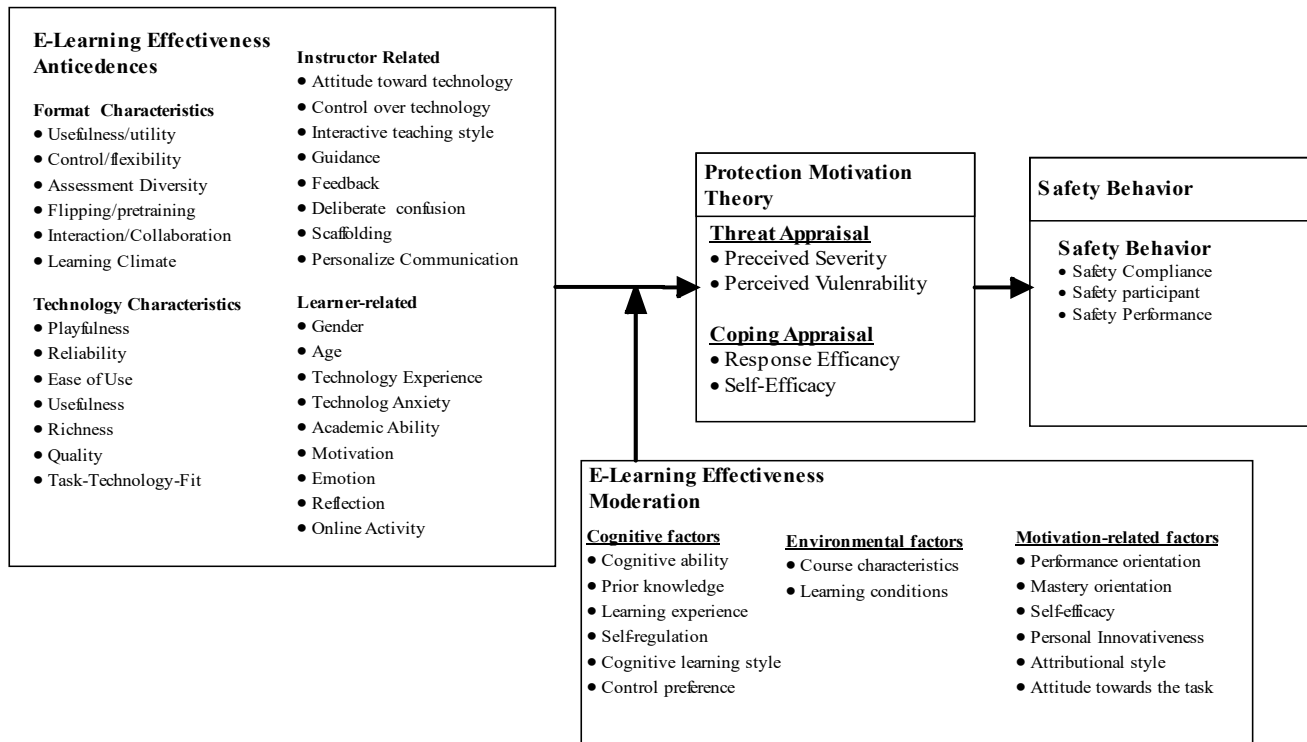 E-Learning Effectiveness
Anticedences
Format Characteristics
● Usefulness/utility
● Control/flexibility
● Assessment Diversity
● Flipping/pretraining
● Interaction/Collaboration
● Learning Climate
Technology Characteristics
● Playfulness
● Reliability
● Ease of Use
● Usefulness
● Richness
● Quality
● Task-Technology-Fit
Instructor Related
● Attitude toward technology
● Control over technology
● Interactive teaching style
● Guidance
● Feedback
● Deliberate confusion
● Scaffolding
● Personalize Communication
Learner-related
● Gender
● Age
● Technology Experience
● Technolog Anxiety
● Academic Ability
● Motivation
● Emotion
● Reflection
● Online Activity
Protection Motivation
Theory
Threat Appraisal
● Preceived Severity
● Perceived Vulenrability
Coping Appraisal
● Response Efficancy
● Self-Efficacy
Safety Behavior
Safety Behavior
● Safety Compliance
● Safety participant
● Safety Performance
E-Learning Effectiveness
Moderation
Cognitive factors
● Cognitive ability
● Prior knowledge
● Learning experience
● Self-regulation
● Cognitive learning style
● Control preference
Environmental factors
● Course characteristics
● Learning conditions
Motivation-related factors
● Performance orientation
● Mastery orientation
● Self-efficacy
● Personal Innovativeness
● Attributional style
● Attitude towards the task